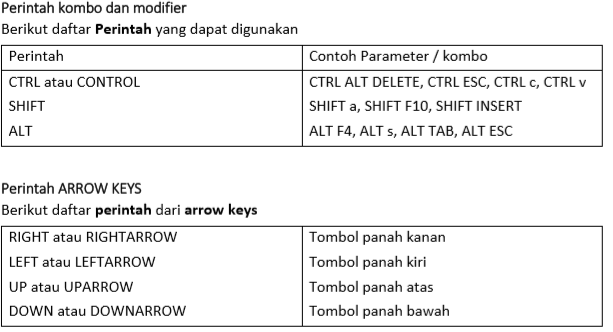 Perintah kombo dan modifier
Berikut daftar Perintah yang dapat digunakan
Perintah Contoh Parameter / kombo
CTRL atau CONTROL CTRL ALT DELETE, CTRL ESC, CTRL c, CTRL v
SHIFT SHIFT a, SHIFT F10, SHIFT INSERT
ALT ALT F4, ALT s, ALT TAB, ALT ESC
Perintah ARROW KEYS
Berikut daftar perintah dari arrow keys
RIGHT atau RIGHTARROW Tombol panah kanan
LEFT atau LEFTARROW Tombol panah kiri
UP atau UPARROW Tombol panah atas
DOWN atau DOWNARROW Tombol panah bawah